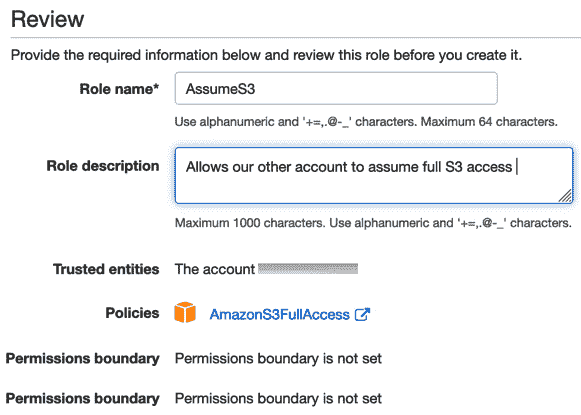 Review
Provide the required information below and review this role before you create it.
Role name* AssumeS3
Use alphanumeric and '+=,.@-_' characters. Maximum 64 characters.
Role description Allows our other account to assume full S3 access
Maximum 1000 characters. Use alphanumeric and '+=,.@-_' characters.
Trusted entities The account
Policies AmazonS3FullAccess
Permissions boundary Permissions boundary is not set
Permissions boundary Permissions boundary is not set